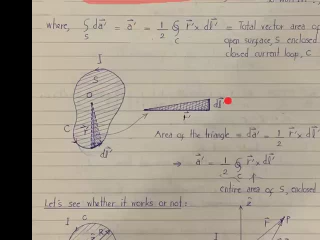 where, ∮ da⃗' = a⃗' = 1/2 ∮ r⃗' x dl⃗' = Total vector area of
S C open surface, S enclosed
closed current loop, C
I
S
O
C
r⃗'
dl⃗'
r⃗'
dl⃗'
Area of the triangle = da⃗' = 1/2 r⃗' x dl⃗'
⇒ a⃗' = 1/2 ∮ r⃗' x dl⃗'
C
entire area of S, enclosed
Let's see whether it works or not:
I C
R
z⃗
r⃗ P